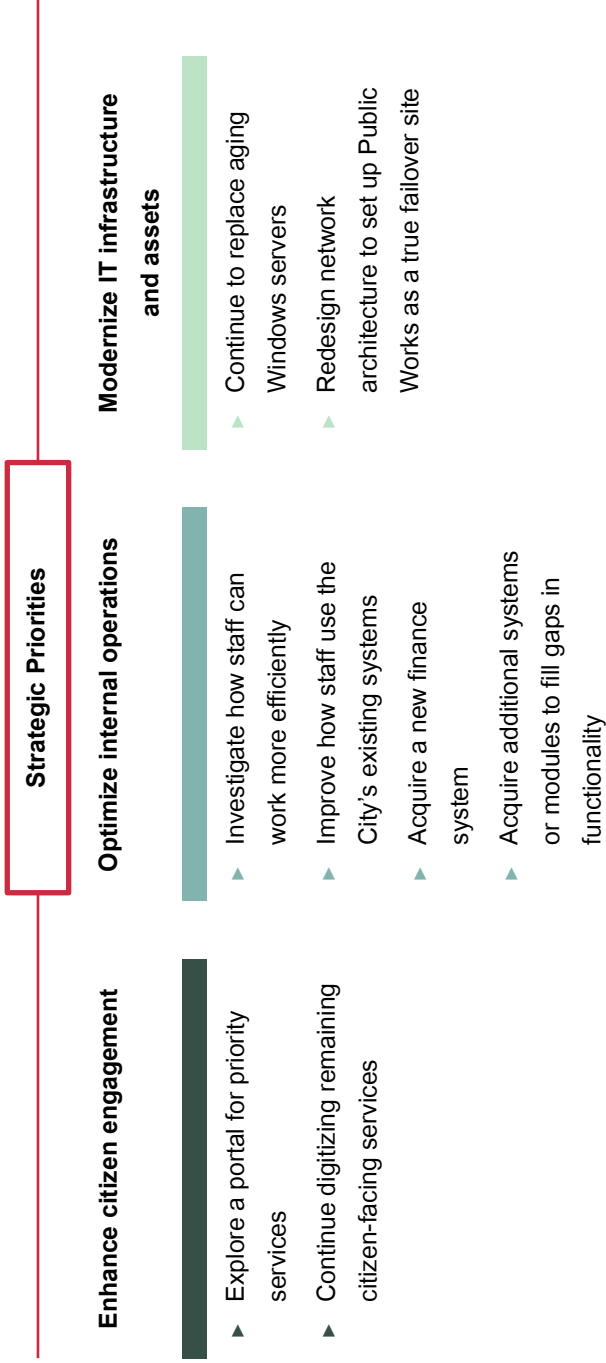 Strategic Priorities
Enhance citizen engagement
▶ Explore a portal for priority
services
▶ Continue digitizing remaining
citizen-facing services
Optimize internal operations
▶ Investigate how staff can
work more efficiently
▶ Improve how staff use the
City’s existing systems
▶ Acquire a new finance
system
▶ Acquire additional systems
or modules to fill gaps in
functionality
Modernize IT infrastructure
and assets
▶ Continue to replace aging
Windows servers
▶ Redesign network
architecture to set up Public
Works as a true failover site